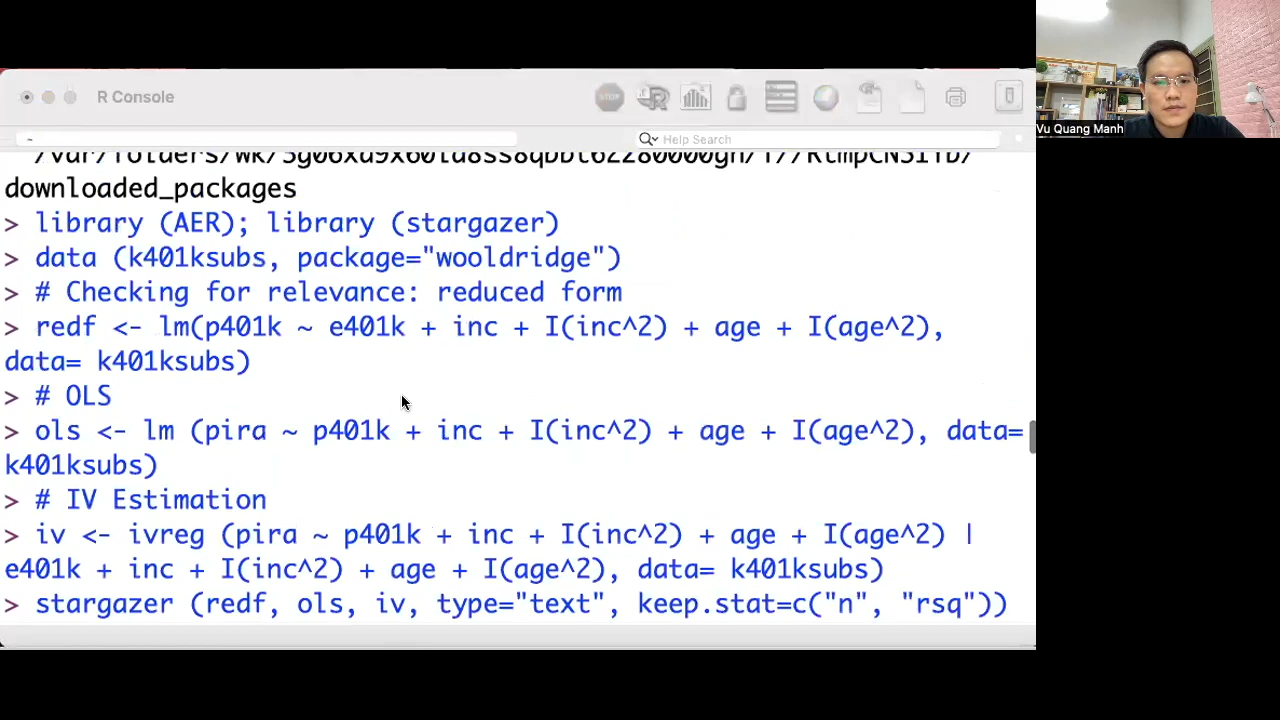 STOP
R Console
~
Help Search
downloaded_packages
> library (AER); library (stargazer)
> data (k401ksubs, package="wooldridge")
> # Checking for relevance: reduced form
> redf <- lm(p401k ~ e401k + inc + I(inc^2) + age + I(age^2),
data= k401ksubs)
> # OLS
> ols <- lm (pira ~ p401k + inc + I(inc^2) + age + I(age^2), data=
k401ksubs)
> # IV Estimation
> iv <- ivreg (pira ~ p401k + inc + I(inc^2) + age + I(age^2) |
e401k + inc + I(inc^2) + age + I(age^2), data= k401ksubs)
> stargazer (redf, ols, iv, type="text", keep.stat=c("n", "rsq"))
Vu Quang Manh